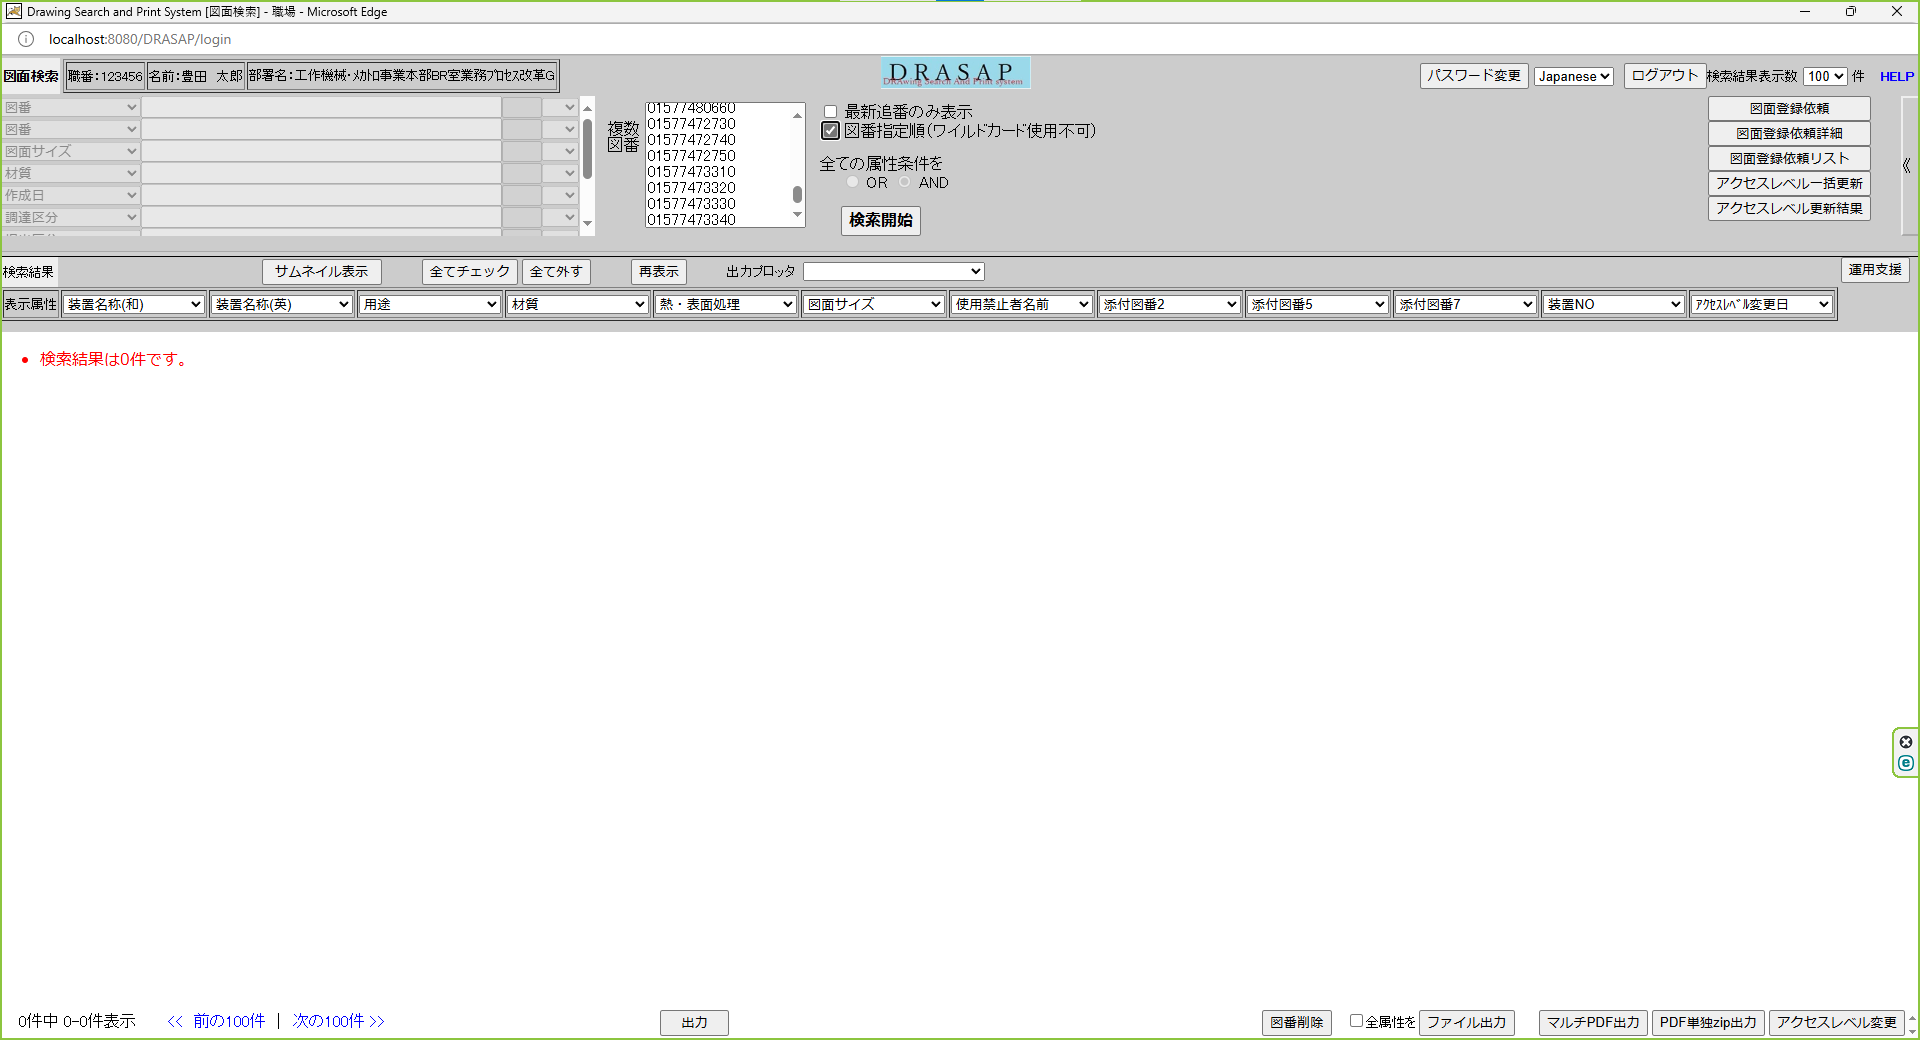 Drawing Search and Print System [図面検索] - 職場 - Microsoft Edge
localhost:8080/DRASAP/login
図面検索 職番:123456 名前:豊田 太郎 部署名:工作機械･ﾒｶﾄﾛ事業本部BR室業務ﾌﾟﾛｾｽ改革G
DRASAP
DRAwing Search And Print system
パスワード変更 Japanese ログアウト 検索結果表示数 100 件 HELP
図番
図番
図面サイズ
材質
作成日
調達区分
複数
図番
01577480660
01577472730
01577472740
01577472750
01577473310
01577473320
01577473330
01577473340
最新追番のみ表示
図番指定順(ワイルドカード使用不可)
全ての属性条件を
OR AND
検索開始
図面登録依頼
図面登録依頼詳細
図面登録依頼リスト
アクセスレベル一括更新
アクセスレベル更新結果
《
検索結果 サムネイル表示 全てチェック 全て外す 再表示 出力プロッタ 運用支援
表示属性 装置名称(和) 装置名称(英) 用途 材質 熱・表面処理 図面サイズ 使用禁止者名前 添付図番2 添付図番5 添付図番7 装置NO ｱｸｾｽﾚﾍﾞﾙ変更日
• 検索結果は0件です。
0件中 0-0件表示 << 前の100件 | 次の100件 >> 出力 図番削除 全属性を ファイル出力 マルチPDF出力 PDF単独zip出力 アクセスレベル変更